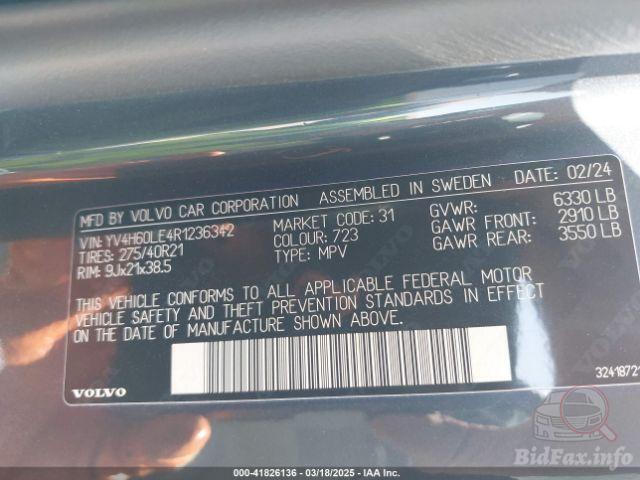 MFD BY VOLVO CAR CORPORATION ASSEMBLED IN SWEDEN DATE: 02/24
VIN: YV4H60LE4R1236342 MARKET CODE: 31 GVWR: 6330 LB
TIRES: 275/40R21 COLOUR: 723 GAWR FRONT: 2910 LB
RIM: 9Jx21x38.5 TYPE: MPV GAWR REAR: 3550 LB
THIS VEHICLE CONFORMS TO ALL APPLICABLE FEDERAL MOTOR
VEHICLE SAFETY AND THEFT PREVENTION STANDARDS IN EFFECT
ON THE DATE OF MANUFACTURE SHOWN ABOVE.
VOLVO
32418721
BidFax.info
000-41826136 - 03/18/2025 - IAA Inc.